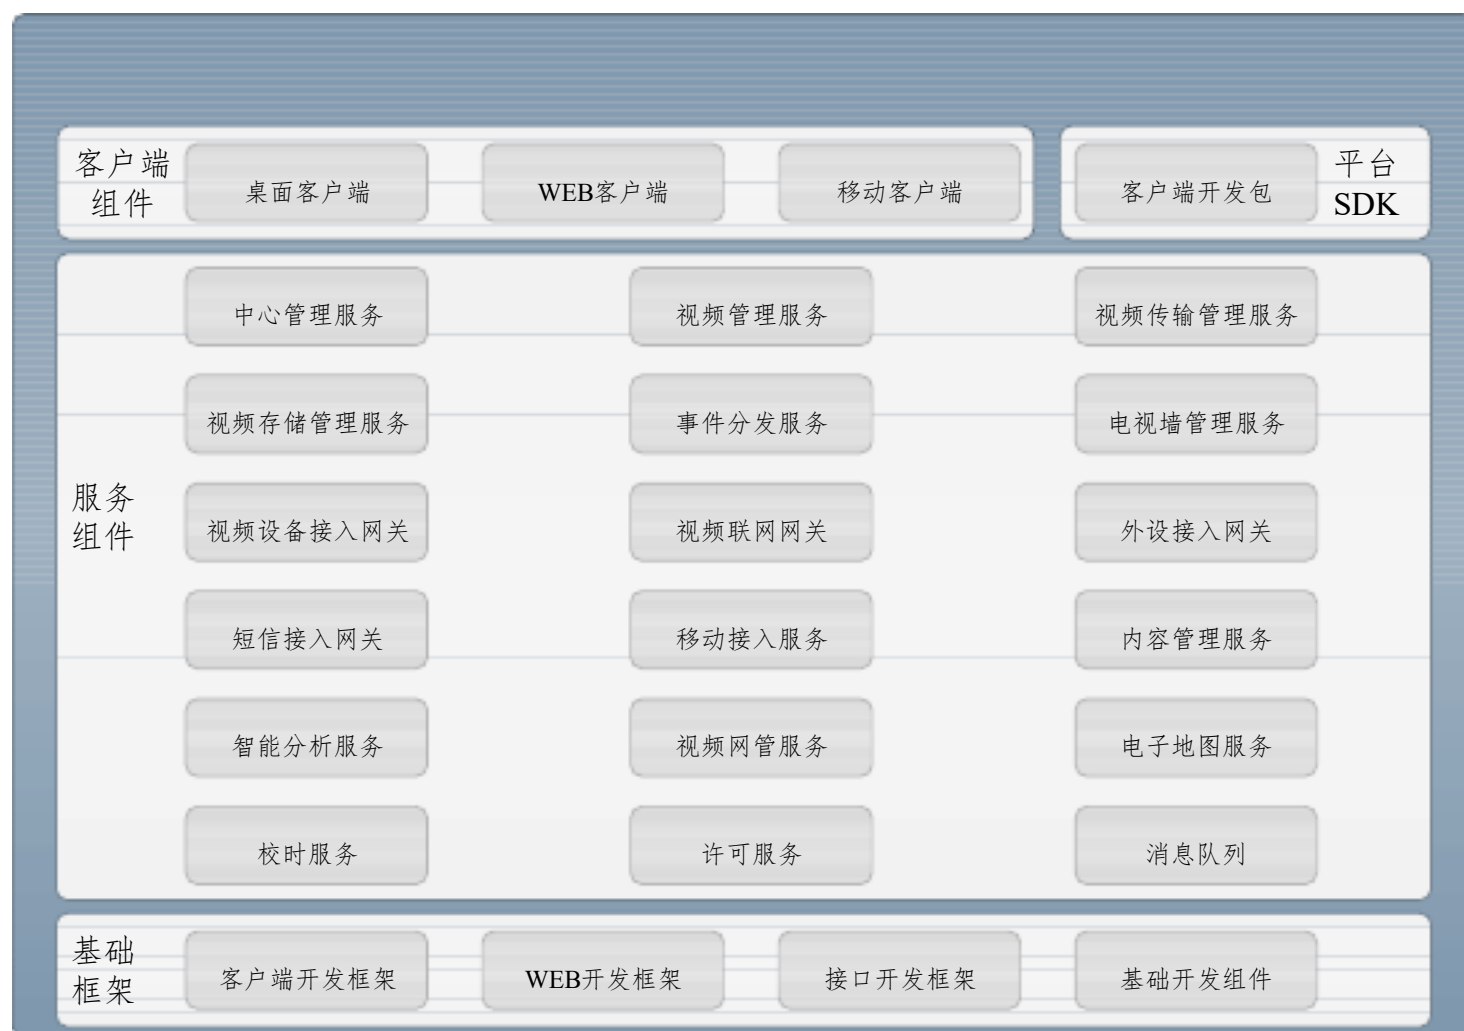 客户端
组件
桌面客户端
WEB客户端
移动客户端
客户端开发包
平台
SDK
服务
组件
中心管理服务
视频管理服务
视频传输管理服务
视频存储管理服务
事件分发服务
电视墙管理服务
视频设备接入网关
视频联网网关
外设接入网关
短信接入网关
移动接入服务
内容管理服务
智能分析服务
视频网管服务
电子地图服务
校时服务
许可服务
消息队列
基础
框架
客户端开发框架
WEB开发框架
接口开发框架
基础开发组件